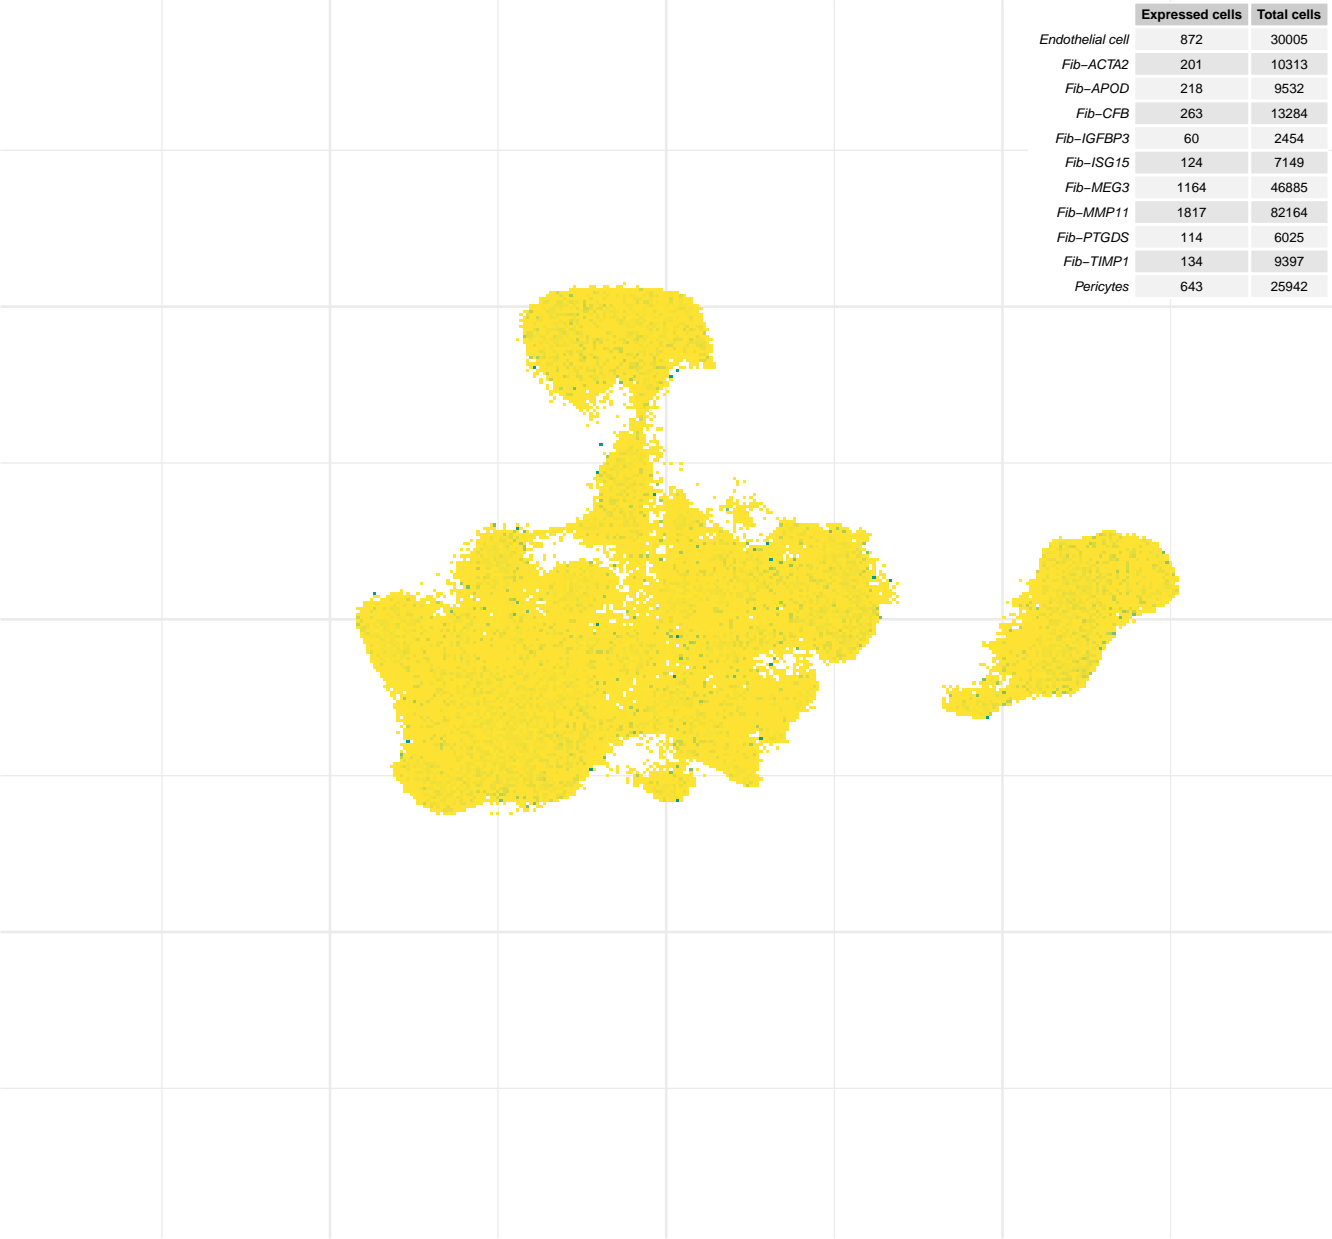 Expressed cells Total cells
Endothelial cell 872 30005
Fib−ACTA2 201 10313
Fib−APOD 218 9532
Fib−CFB 263 13284
Fib−IGFBP3 60 2454
Fib−ISG15 124 7149
Fib−MEG3 1164 46885
Fib−MMP11 1817 82164
Fib−PTGDS 114 6025
Fib−TIMP1 134 9397
Pericytes 643 25942